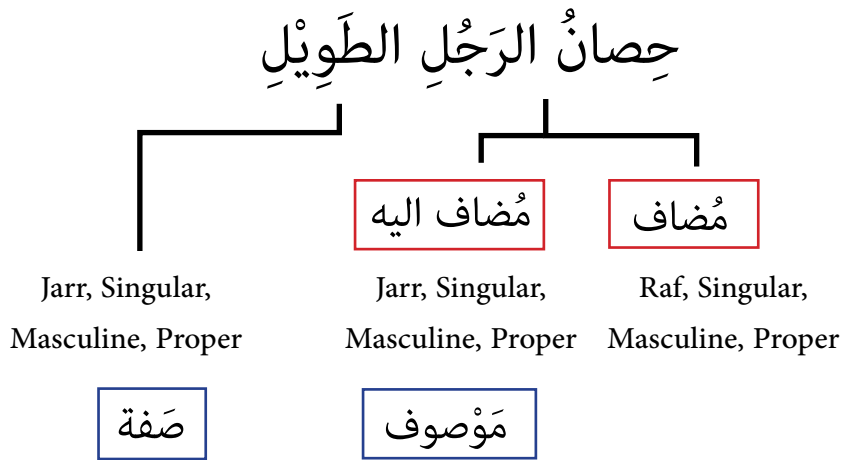 حِصانُ الرَجُلِ الطَوِيْلِ
مُضاف
مُضاف اليه
Raf, Singular,
Masculine, Proper
Jarr, Singular,
Masculine, Proper
Jarr, Singular,
Masculine, Proper
مَوْصوف
صَفة